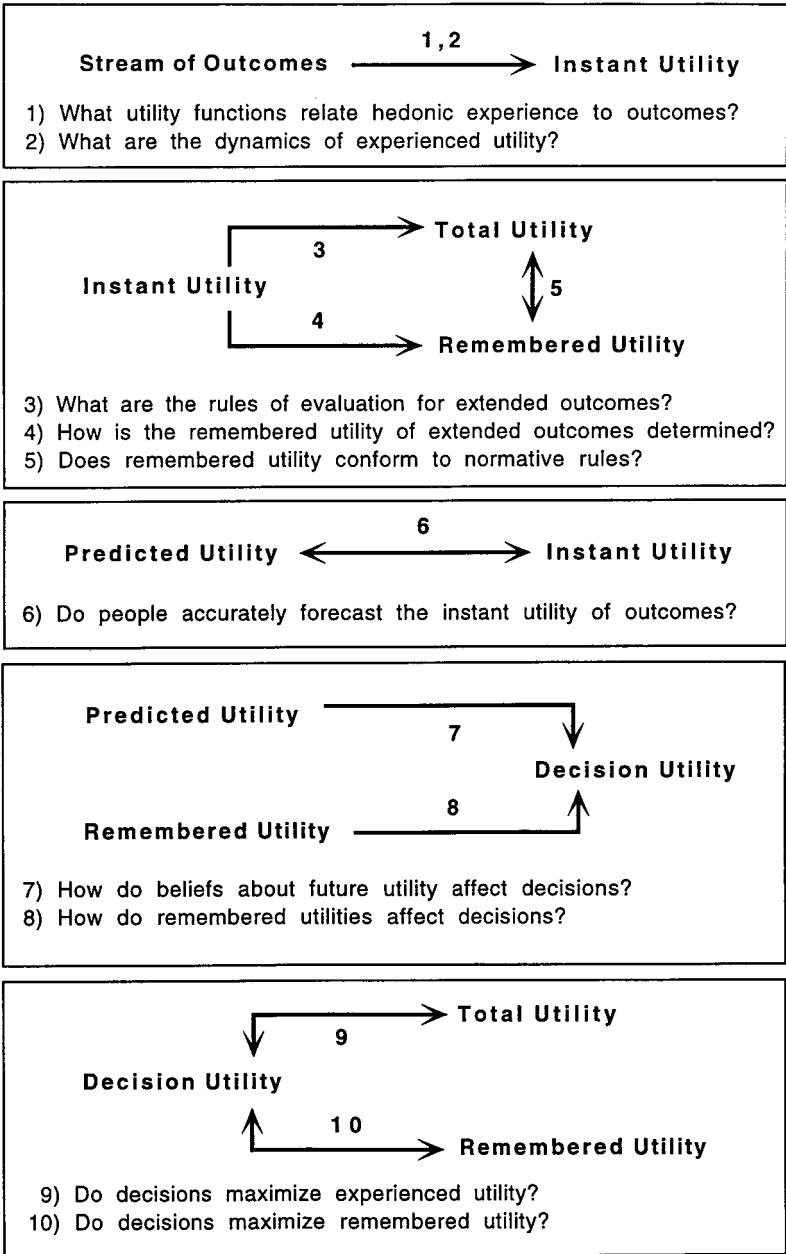 1,2
Stream of Outcomes Instant Utility
1) What utility functions relate hedonic experience to outcomes?
2) What are the dynamics of experienced utility?
Total Utility
3
Instant Utility
5
4
Remembered Utility
3) What are the rules of evaluation for extended outcomes?
4) How is the remembered utility of extended outcomes determined?
5) Does remembered utility conform to normative rules?
6
Predicted Utility Instant Utility
6) Do people accurately forecast the instant utility of outcomes?
Predicted Utility
7
Decision Utility
8
Remembered Utility
7) How do beliefs about future utility affect decisions?
8) How do remembered utilities affect decisions?
Total Utility
9
Decision Utility
10
Remembered Utility
9) Do decisions maximize experienced utility?
10) Do decisions maximize remembered utility?